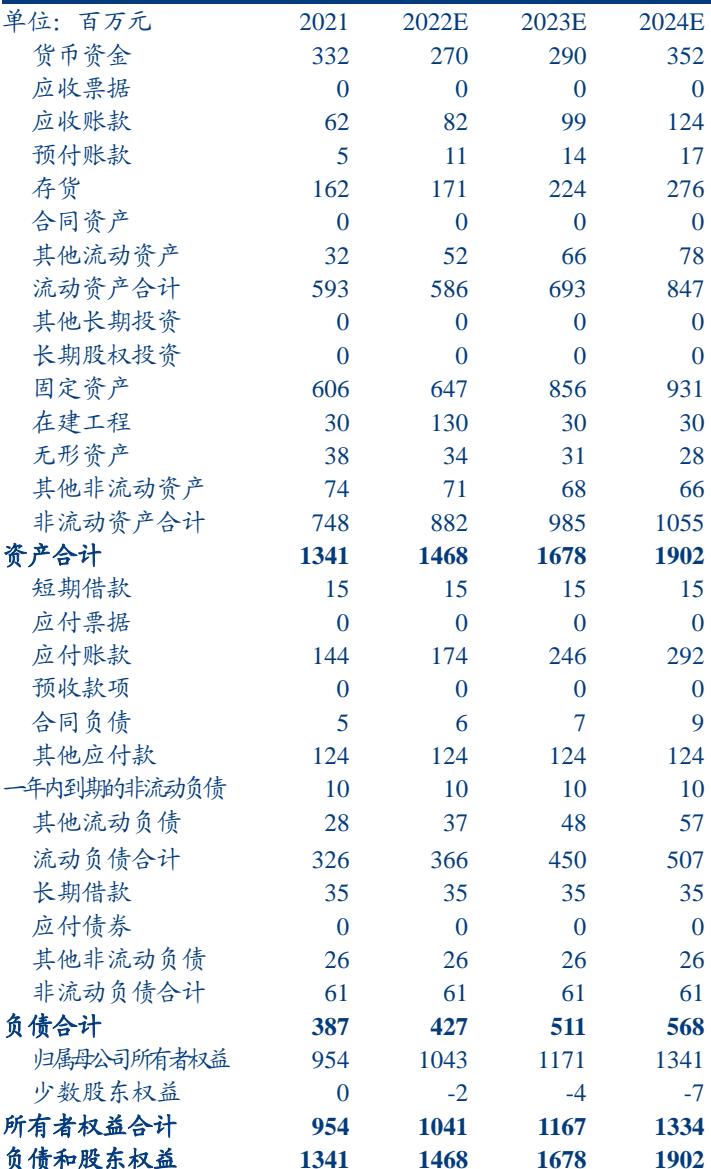 单位：百万元 2021 2022E 2023E 2024E
货币资金 332 270 290 352
应收票据 0 0 0 0
应收账款 62 82 99 124
预付账款 5 11 14 17
存货 162 171 224 276
合同资产 0 0 0 0
其他流动资产 32 52 66 78
流动资产合计 593 586 693 847
其他长期投资 0 0 0 0
长期股权投资 0 0 0 0
固定资产 606 647 856 931
在建工程 30 130 30 30
无形资产 38 34 31 28
其他非流动资产 74 71 68 66
非流动资产合计 748 882 985 1055
资产合计 1341 1468 1678 1902
短期借款 15 15 15 15
应付票据 0 0 0 0
应付账款 144 174 246 292
预收款项 0 0 0 0
合同负债 5 6 7 9
其他应付款 124 124 124 124
一年内到期的非流动负债 10 10 10 10
其他流动负债 28 37 48 57
流动负债合计 326 366 450 507
长期借款 35 35 35 35
应付债券 0 0 0 0
其他非流动负债 26 26 26 26
非流动负债合计 61 61 61 61
负债合计 387 427 511 568
归属母公司所有者权益 954 1043 1171 1341
少数股东权益 0 -2 -4 -7
所有者权益合计 954 1041 1167 1334
负债和股东权益 1341 1468 1678 1902